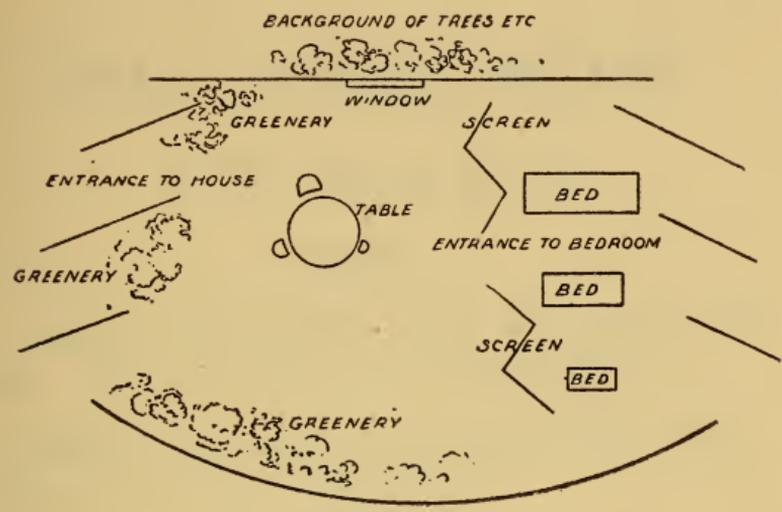 BACKGROUND OF TREES ETC
WINDOW
GREENERY
SCREEN
ENTRANCE TO HOUSE
BED
TABLE
ENTRANCE TO BEDROOM
GREENERY
BED
SCREEN
BED
GREENERY